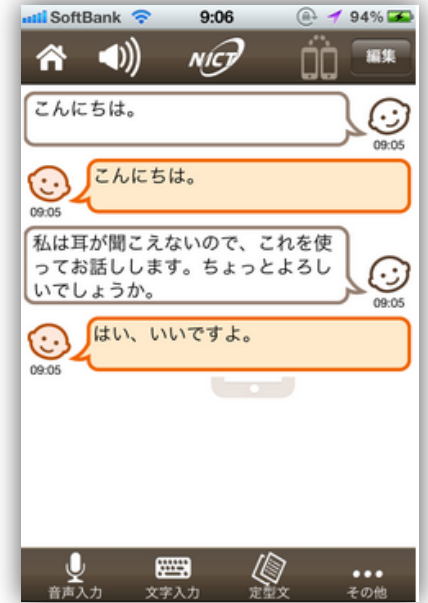 SoftBank 9:06 94%
NICT 編集
こんにちは。
09:05
こんにちは。
09:05
私は耳が聞こえないので、これを使
ってお話しします。ちょっとよろし
いでしょうか。
09:05
はい、いいですよ。
09:05
音声入力 文字入力 定型文 その他